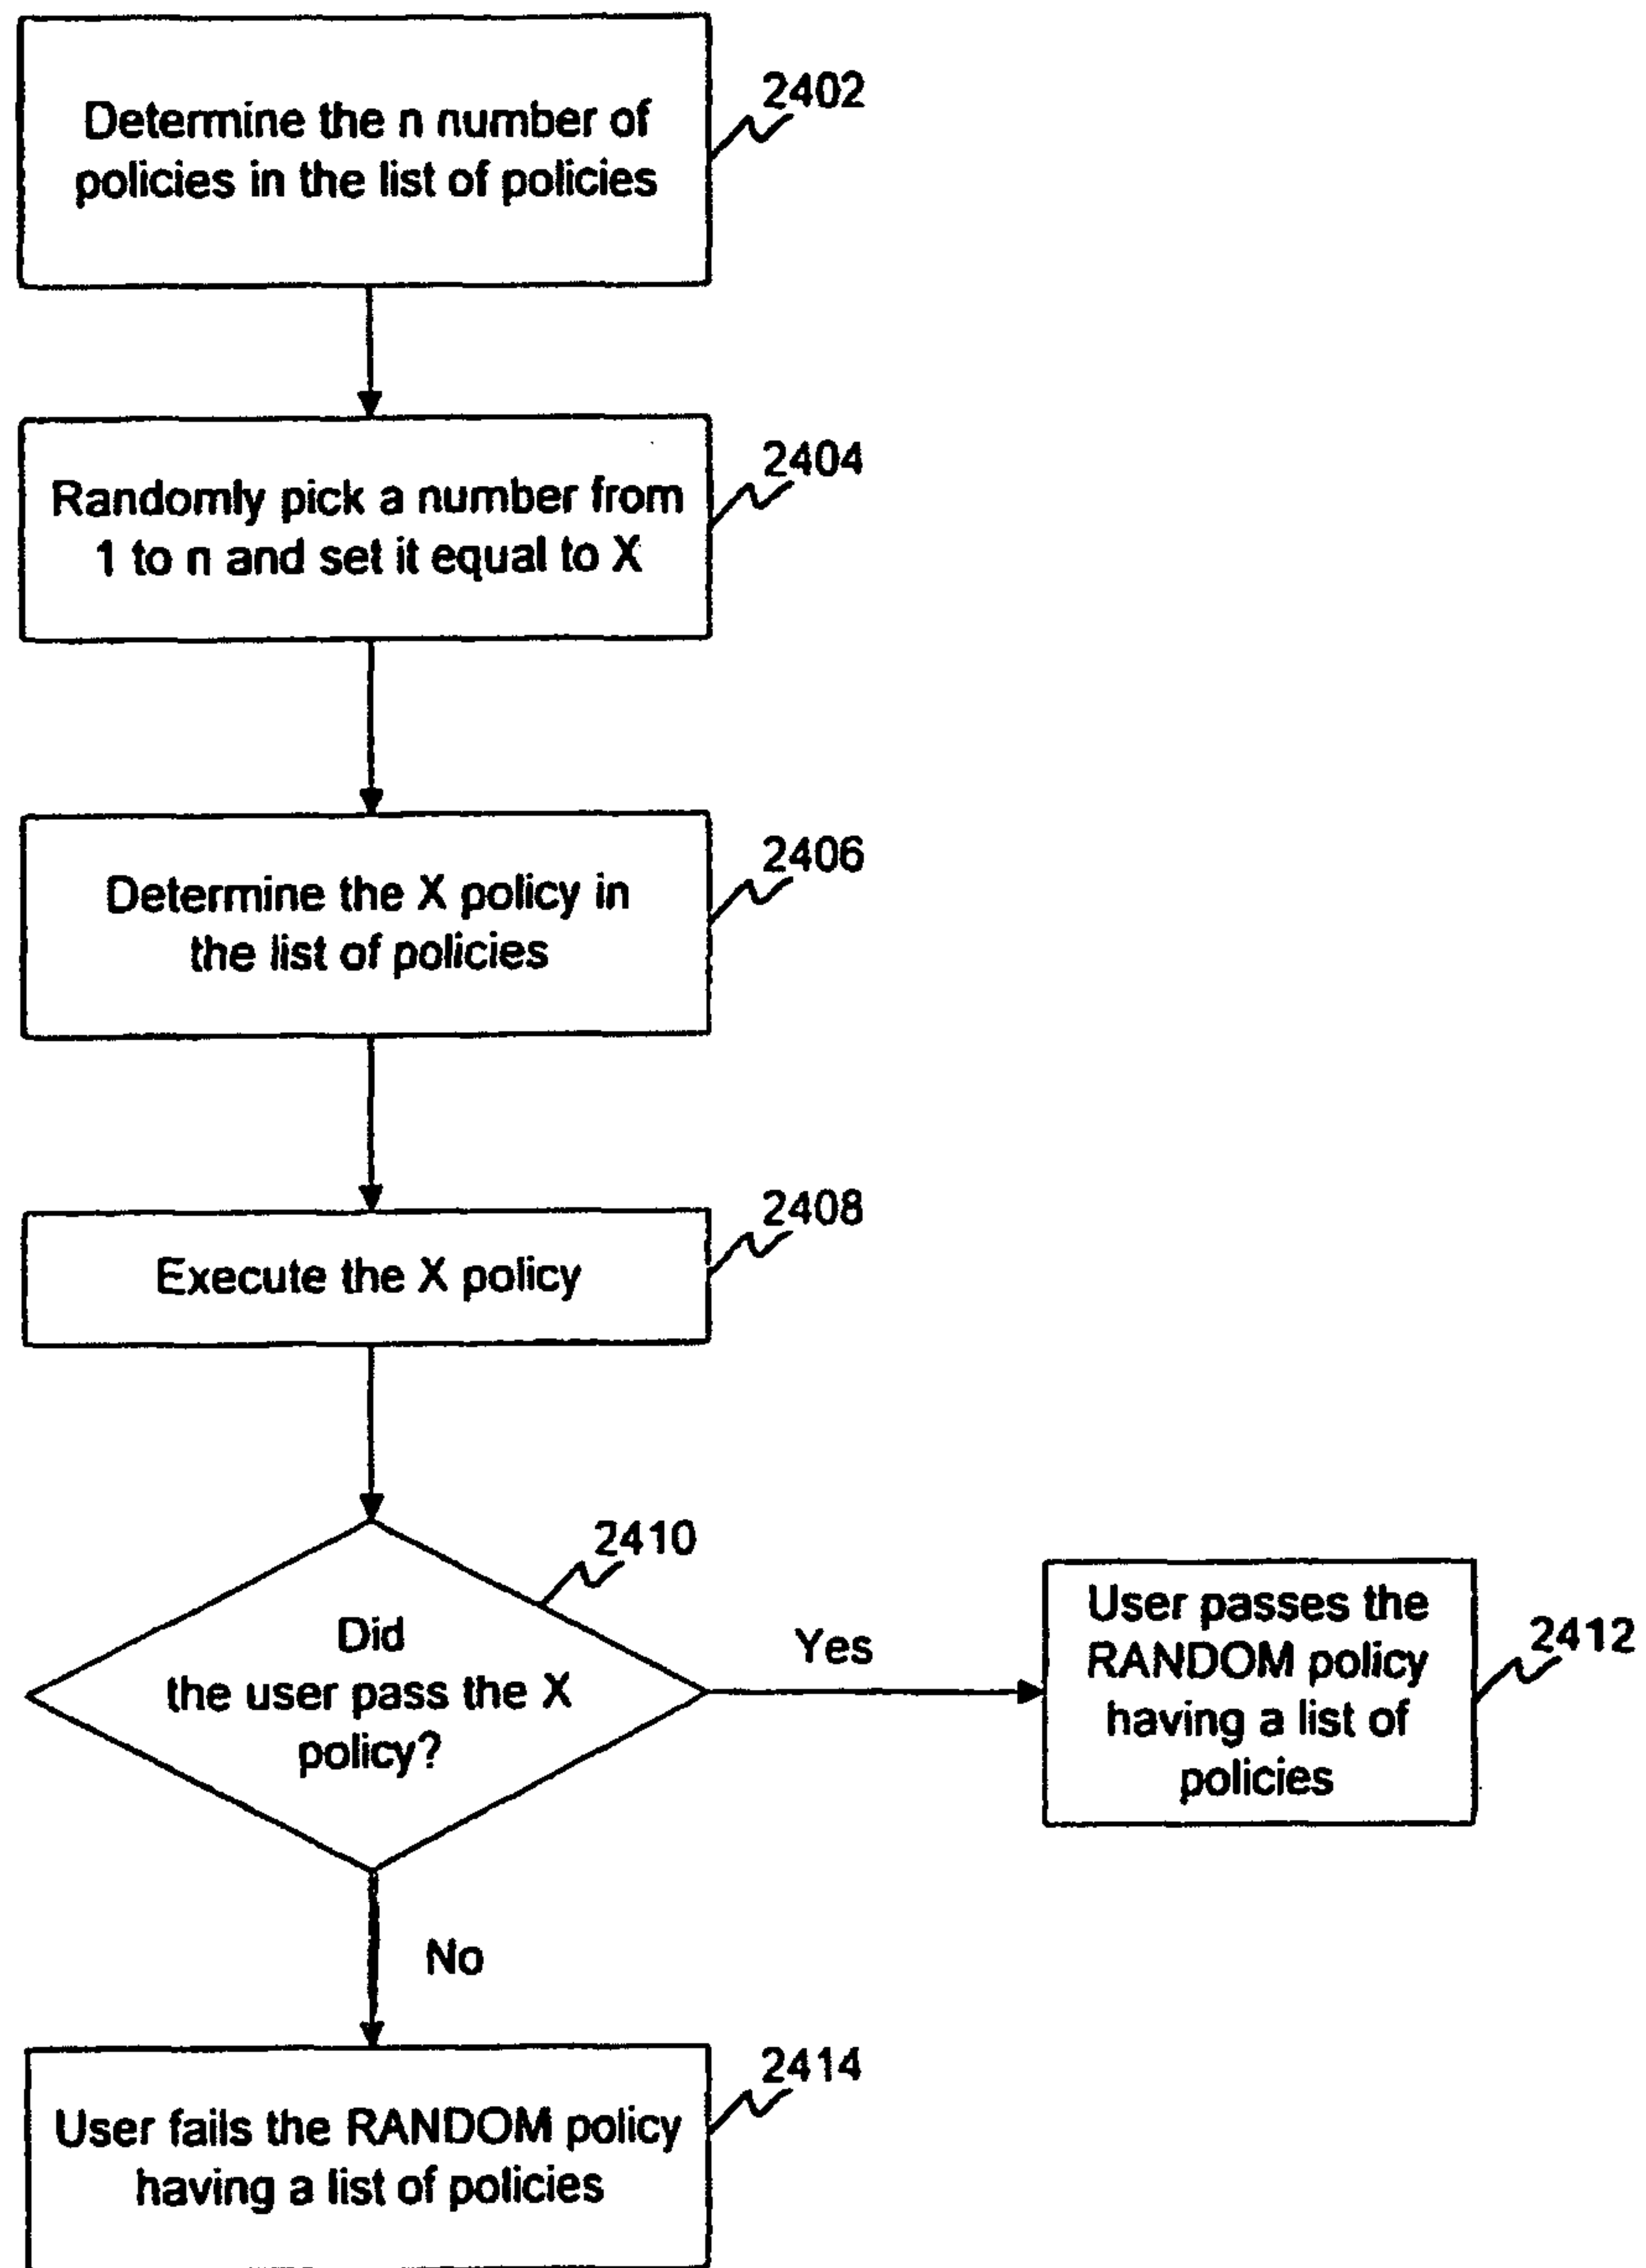 Determine the n number of
policies in the list of policies
2402
Randomly pick a number from
1 to n and set it equal to X
2404
Determine the X policy in
the list of policies
2406
Execute the X policy
2408
Did
the user pass the X
policy?
2410
Yes
User passes the
RANDOM policy
having a list of
policies
2412
No
User fails the RANDOM policy
having a list of policies
2414